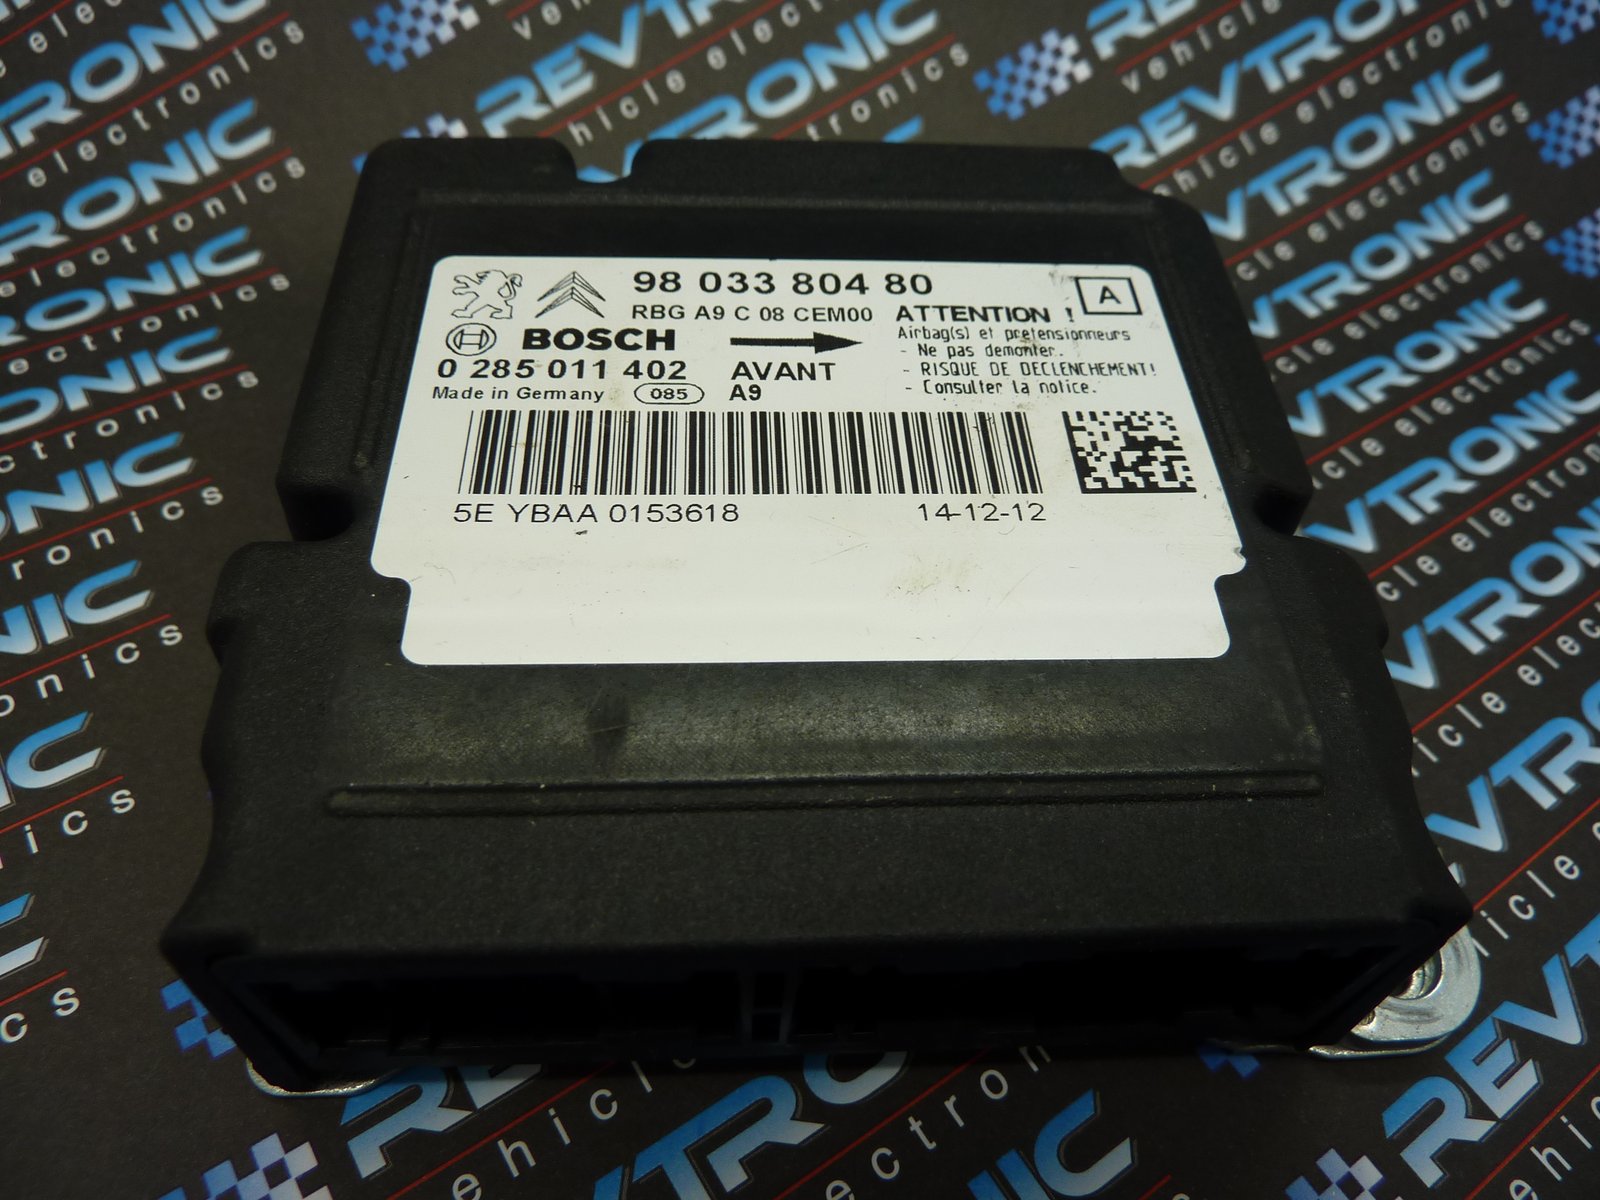 98 033 804 80
RBG A9 C 08 CEM00
BOSCH
0 285 011 402
Made in Germany 085
AVANT
A9
ATTENTION !
A
Airbag(s) et pretensionneurs
- Ne pas demonter.
- RISQUE DE DECLENCHEMENT!
- Consulter la notice.
5E YBAA 0153618
14-12-12
REVTRONIC
vehicle electronics